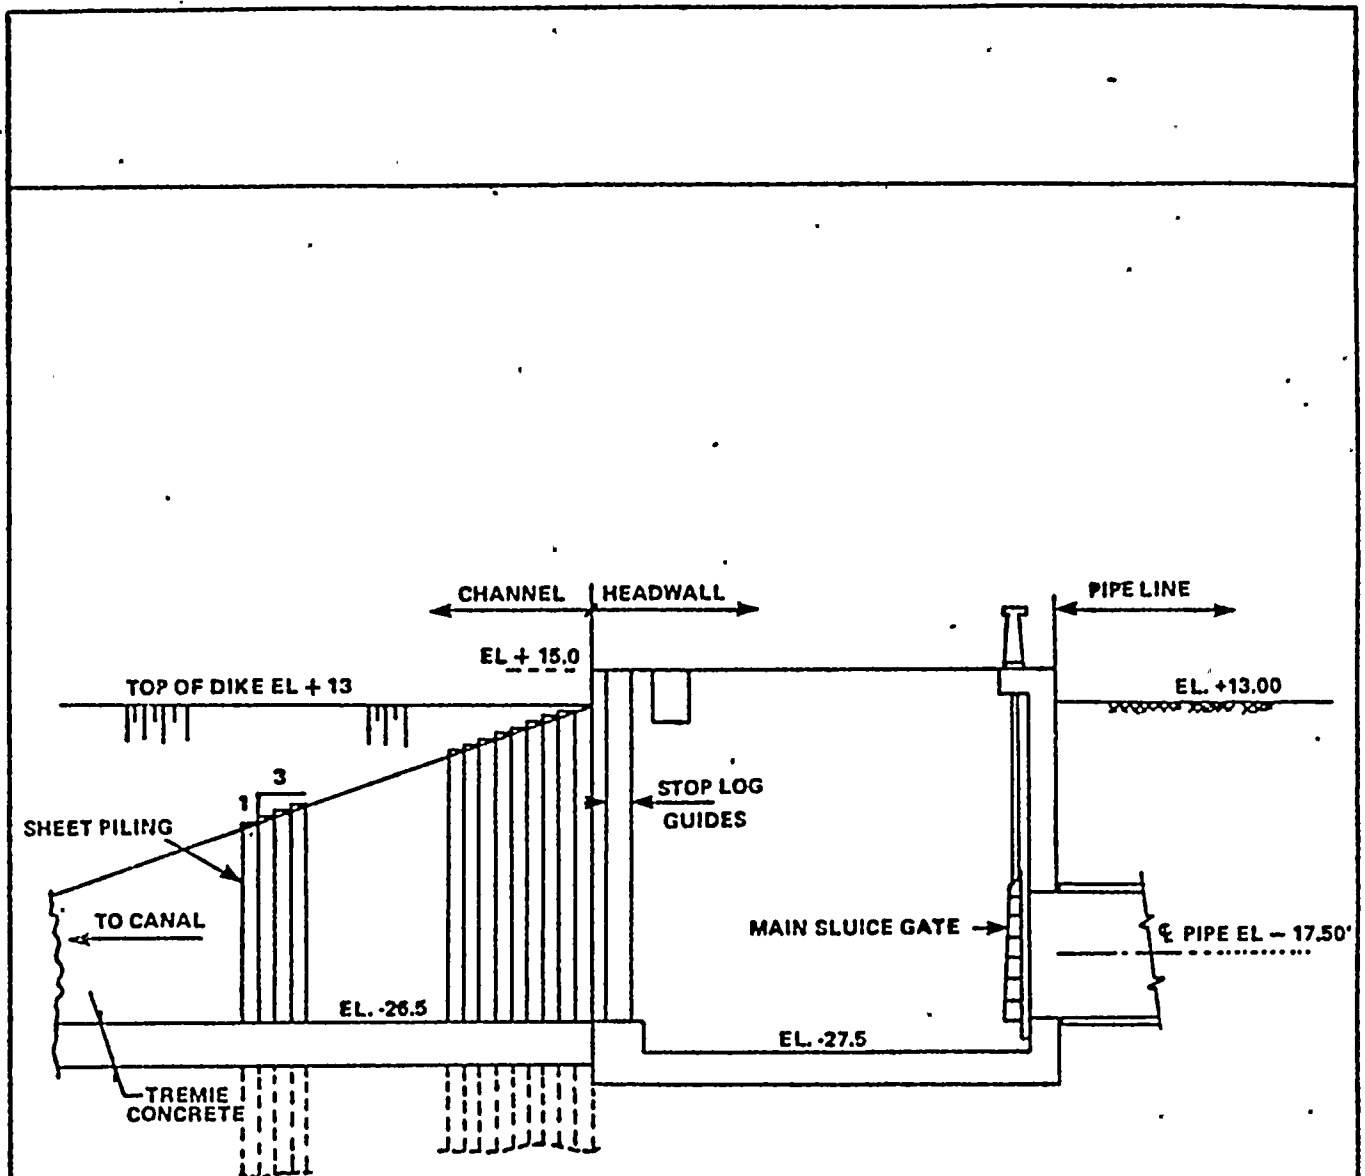 CHANNEL
HEADWALL
PIPE LINE
EL + 15.0
TOP OF DIKE EL + 13
EL. +13.00
3
1
STOP LOG
GUIDES
SHEET PILING
TO CANAL
MAIN SLUICE GATE
℄ PIPE EL – 17.50'
EL. -26.5
EL. -27.5
TREMIE
CONCRETE